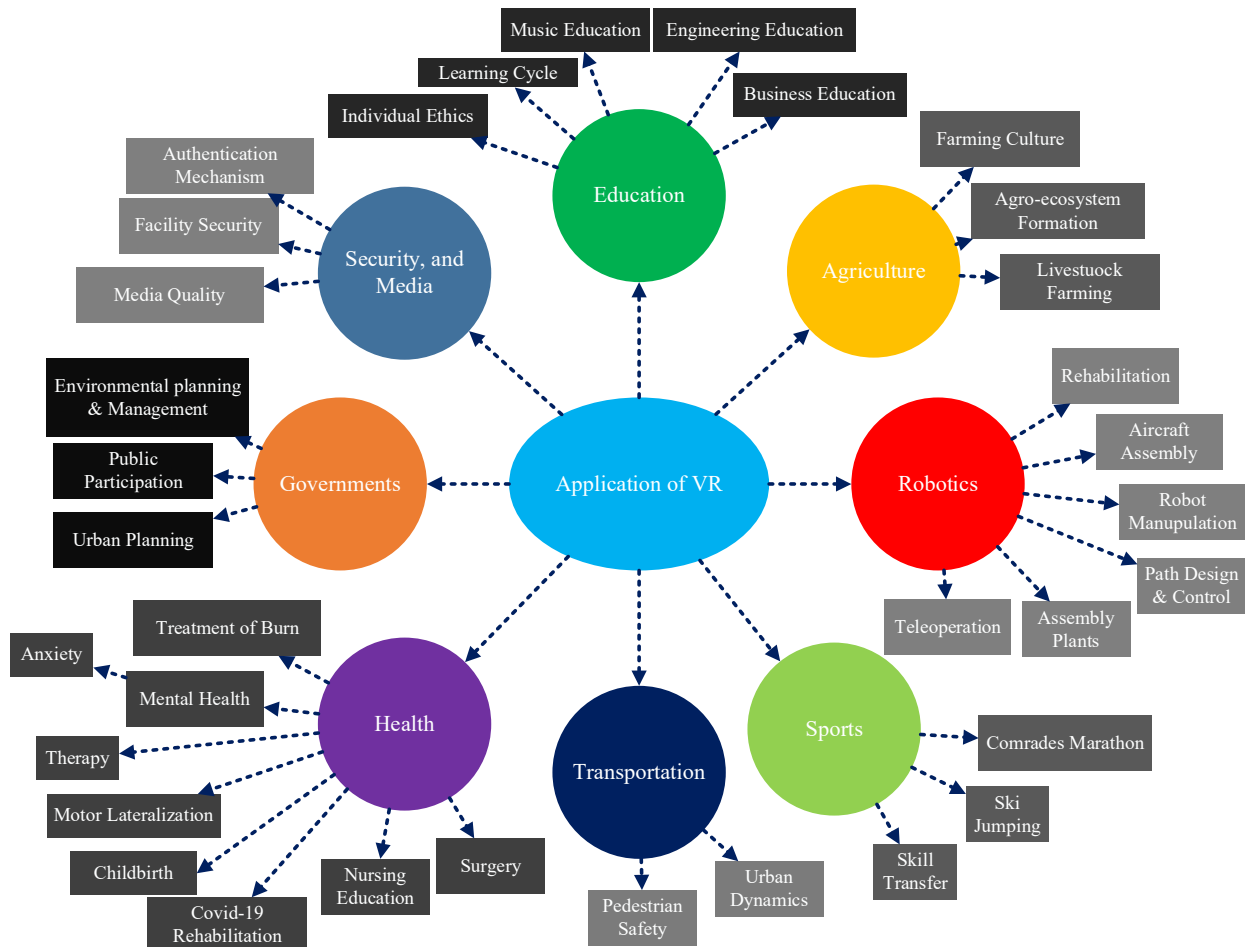 Music Education
Engineering Education
Learning Cycle
Business Education
Individual Ethics
Education
Authentication
Mechanism
Facility Security
Media Quality
Security, and
Media
Farming Culture
Agro-ecosystem
Formation
Livestuock
Farming
Agriculture
Environmental planning
& Management
Public
Participation
Urban Planning
Governments
Application of VR
Robotics
Rehabilitation
Aircraft
Assembly
Robot
Manupulation
Path Design
& Control
Assembly
Plants
Teleoperation
Treatment of Burn
Anxiety
Mental Health
Therapy
Motor Lateralization
Childbirth
Covid-19
Rehabilitation
Nursing
Education
Surgery
Health
Transportation
Pedestrian
Safety
Urban
Dynamics
Sports
Comrades Marathon
Ski
Jumping
Skill
Transfer